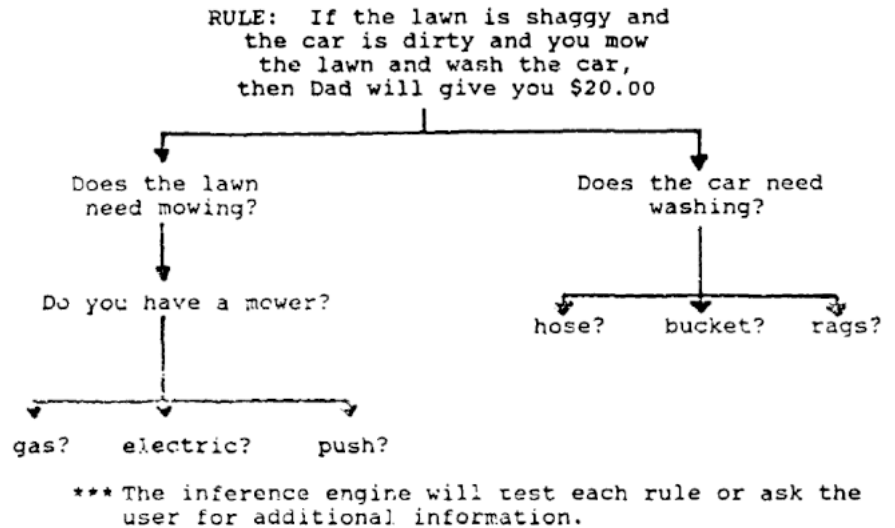 RULE: If the lawn is shaggy and
the car is dirty and you mow
the lawn and wash the car,
then Dad will give you $20.00
Does the lawn
need mowing?
Does the car need
washing?
Do you have a mower?
hose? bucket? rags?
gas? electric? push?
*** The inference engine will test each rule or ask the
user for additional information.